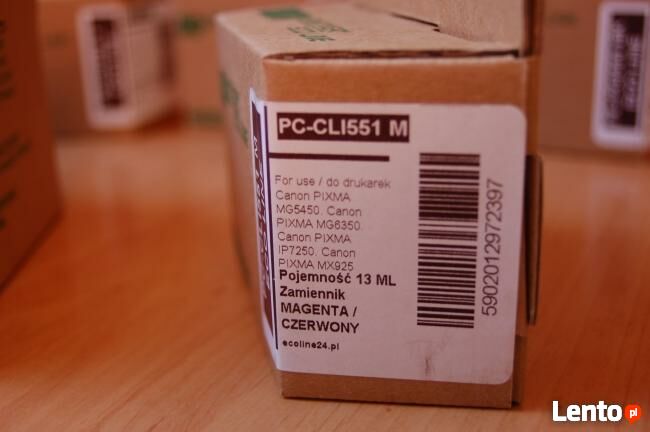 PC-CLI551 M
For use / do drukarek
Canon PIXMA
MG5450, Canon
PIXMA MG6350,
Canon PIXMA
IP7250, Canon
PIXMA MX925
Pojemność 13 ML
Zamiennik
MAGENTA /
CZERWONY
ecoline24.pl
5902012972397
Lento.pl